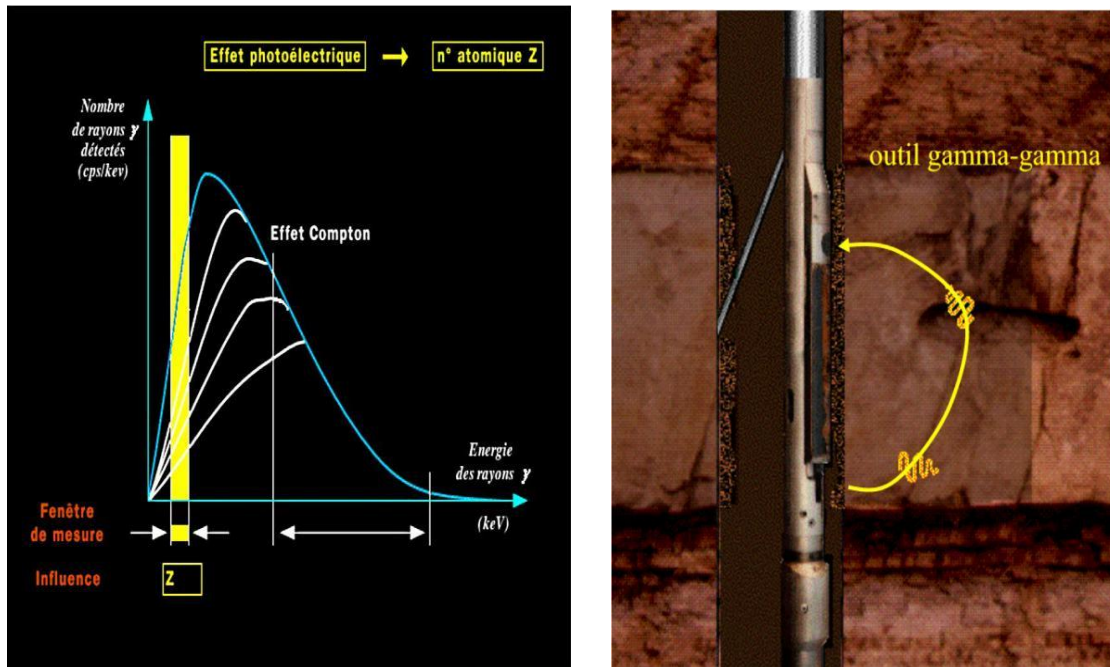 Effet photoélectrique → n° atomique Z
Nombre
de rayons γ
détectés
(cps/kev)
Effet Compton
Energie
des rayons γ
(keV)
Fenêtre
de mesure
Influence
Z
outil gamma-gamma